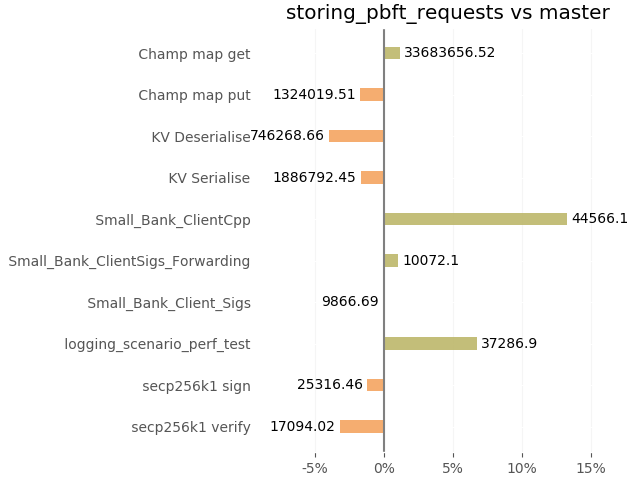 storing_pbft_requests vs master
Champ map get 33683656.52
Champ map put 1324019.51
KV Deserialise 746268.66
KV Serialise 1886792.45
Small_Bank_ClientCpp 44566.1
Small_Bank_ClientSigs_Forwarding 10072.1
Small_Bank_Client_Sigs 9866.69
logging_scenario_perf_test 37286.9
secp256k1 sign 25316.46
secp256k1 verify 17094.02
-5% 0% 5% 10% 15%